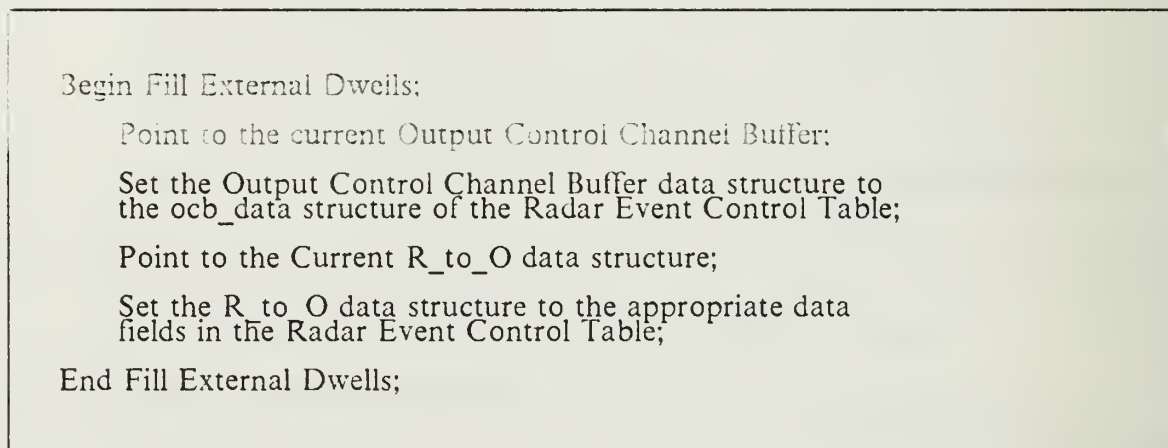 Begin Fill External Dwells;
Point to the current Output Control Channel Buffer;
Set the Output Control Channel Buffer data structure to
the ocb_data structure of the Radar Event Control Table;
Point to the Current R_to_O data structure;
Set the R_to_O data structure to the appropriate data
fields in the Radar Event Control Table;
End Fill External Dwells;